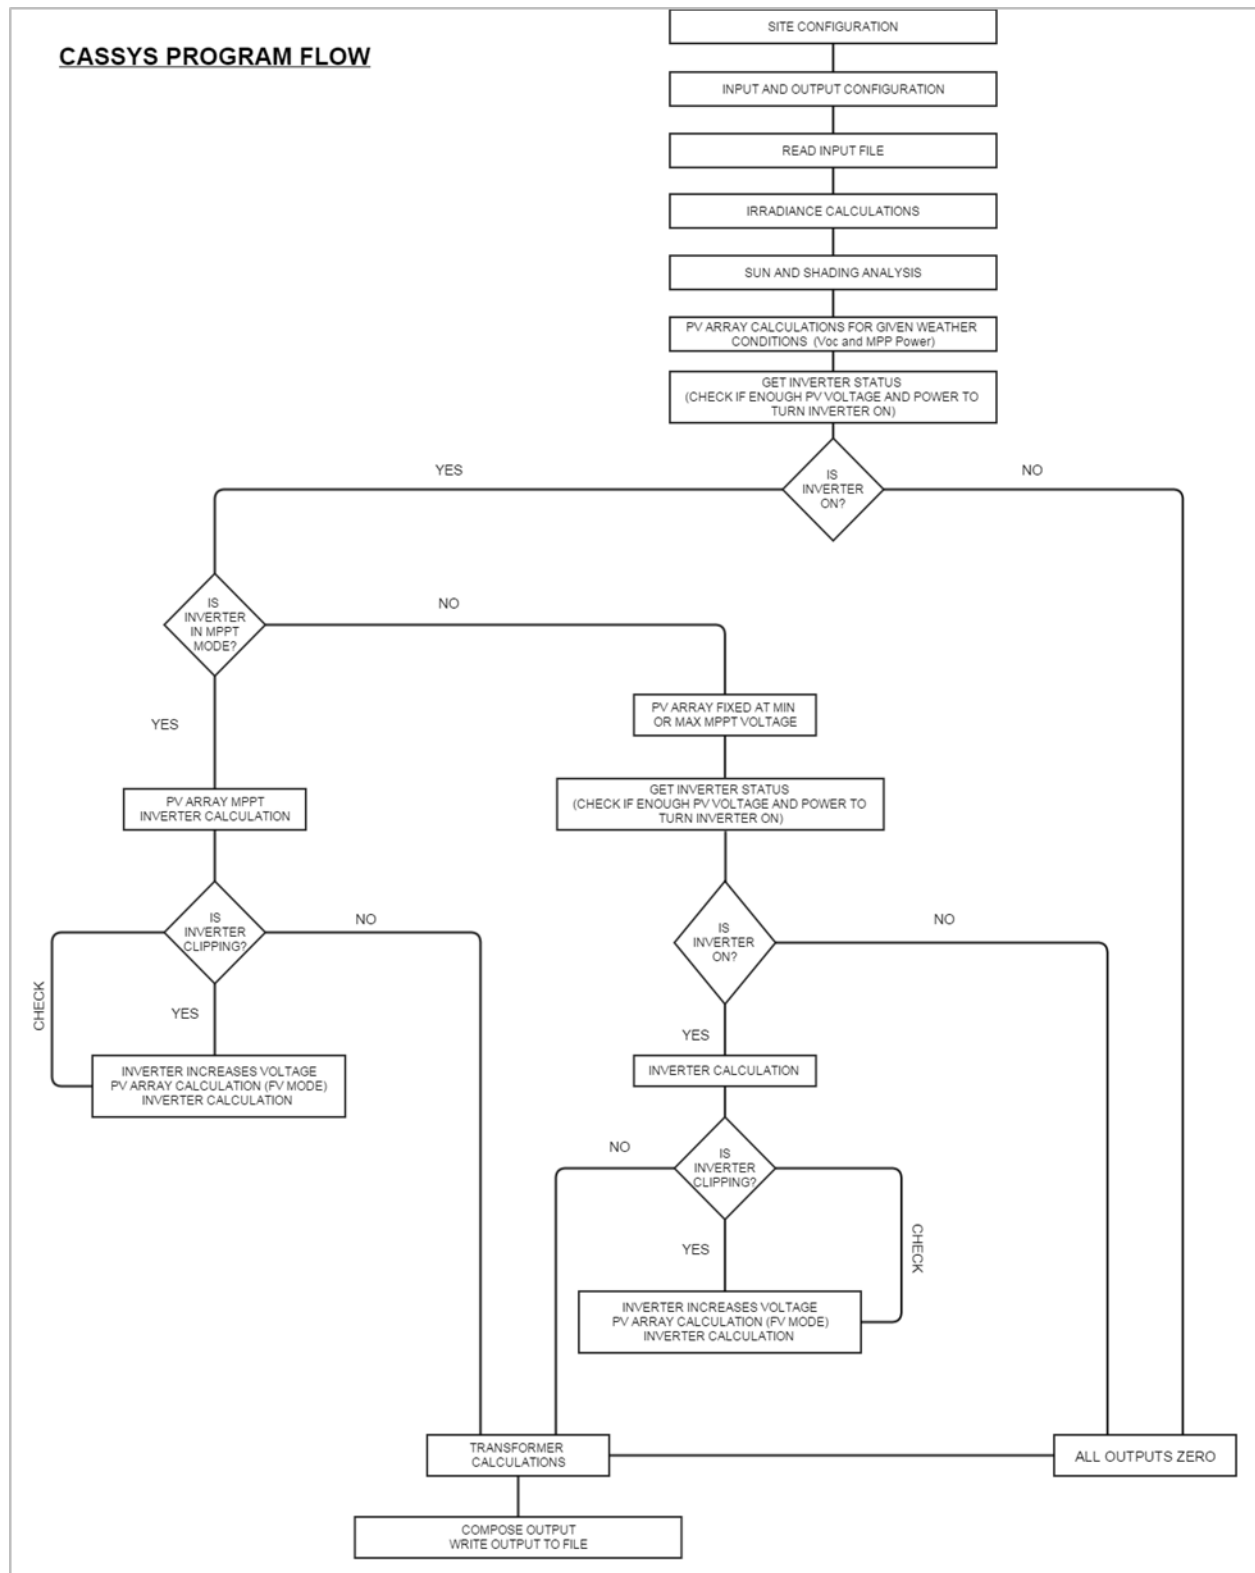 CASSYS PROGRAM FLOW
SITE CONFIGURATION
INPUT AND OUTPUT CONFIGURATION
READ INPUT FILE
IRRADIANCE CALCULATIONS
SUN AND SHADING ANALYSIS
PV ARRAY CALCULATIONS FOR GIVEN WEATHER
CONDITIONS (Voc and MPP Power)
GET INVERTER STATUS
(CHECK IF ENOUGH PV VOLTAGE AND POWER TO
TURN INVERTER ON)
IS
INVERTER
ON?
YES
NO
IS
INVERTER
IN MPPT
MODE?
NO
YES
PV ARRAY FIXED AT MIN
OR MAX MPPT VOLTAGE
GET INVERTER STATUS
(CHECK IF ENOUGH PV VOLTAGE AND POWER TO
TURN INVERTER ON)
PV ARRAY MPPT
INVERTER CALCULATION
IS
INVERTER
CLIPPING?
NO
CHECK
YES
INVERTER INCREASES VOLTAGE
PV ARRAY CALCULATION (FV MODE)
INVERTER CALCULATION
IS
INVERTER
ON?
NO
YES
INVERTER CALCULATION
IS
INVERTER
CLIPPING?
NO
YES
CHECK
INVERTER INCREASES VOLTAGE
PV ARRAY CALCULATION (FV MODE)
INVERTER CALCULATION
TRANSFORMER
CALCULATIONS
ALL OUTPUTS ZERO
COMPOSE OUTPUT
WRITE OUTPUT TO FILE